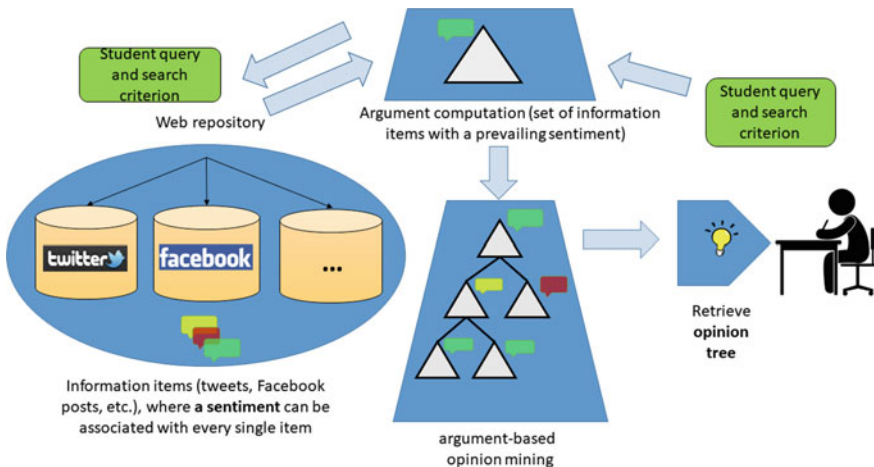 Student query
and search
criterion
Web repository
Argument computation (set of information
items with a prevailing sentiment)
Student query
and search
criterion
twitter
facebook
...
Information items (tweets, Facebook
posts, etc.), where a sentiment can be
associated with every single item
argument-based
opinion mining
Retrieve
opinion
tree